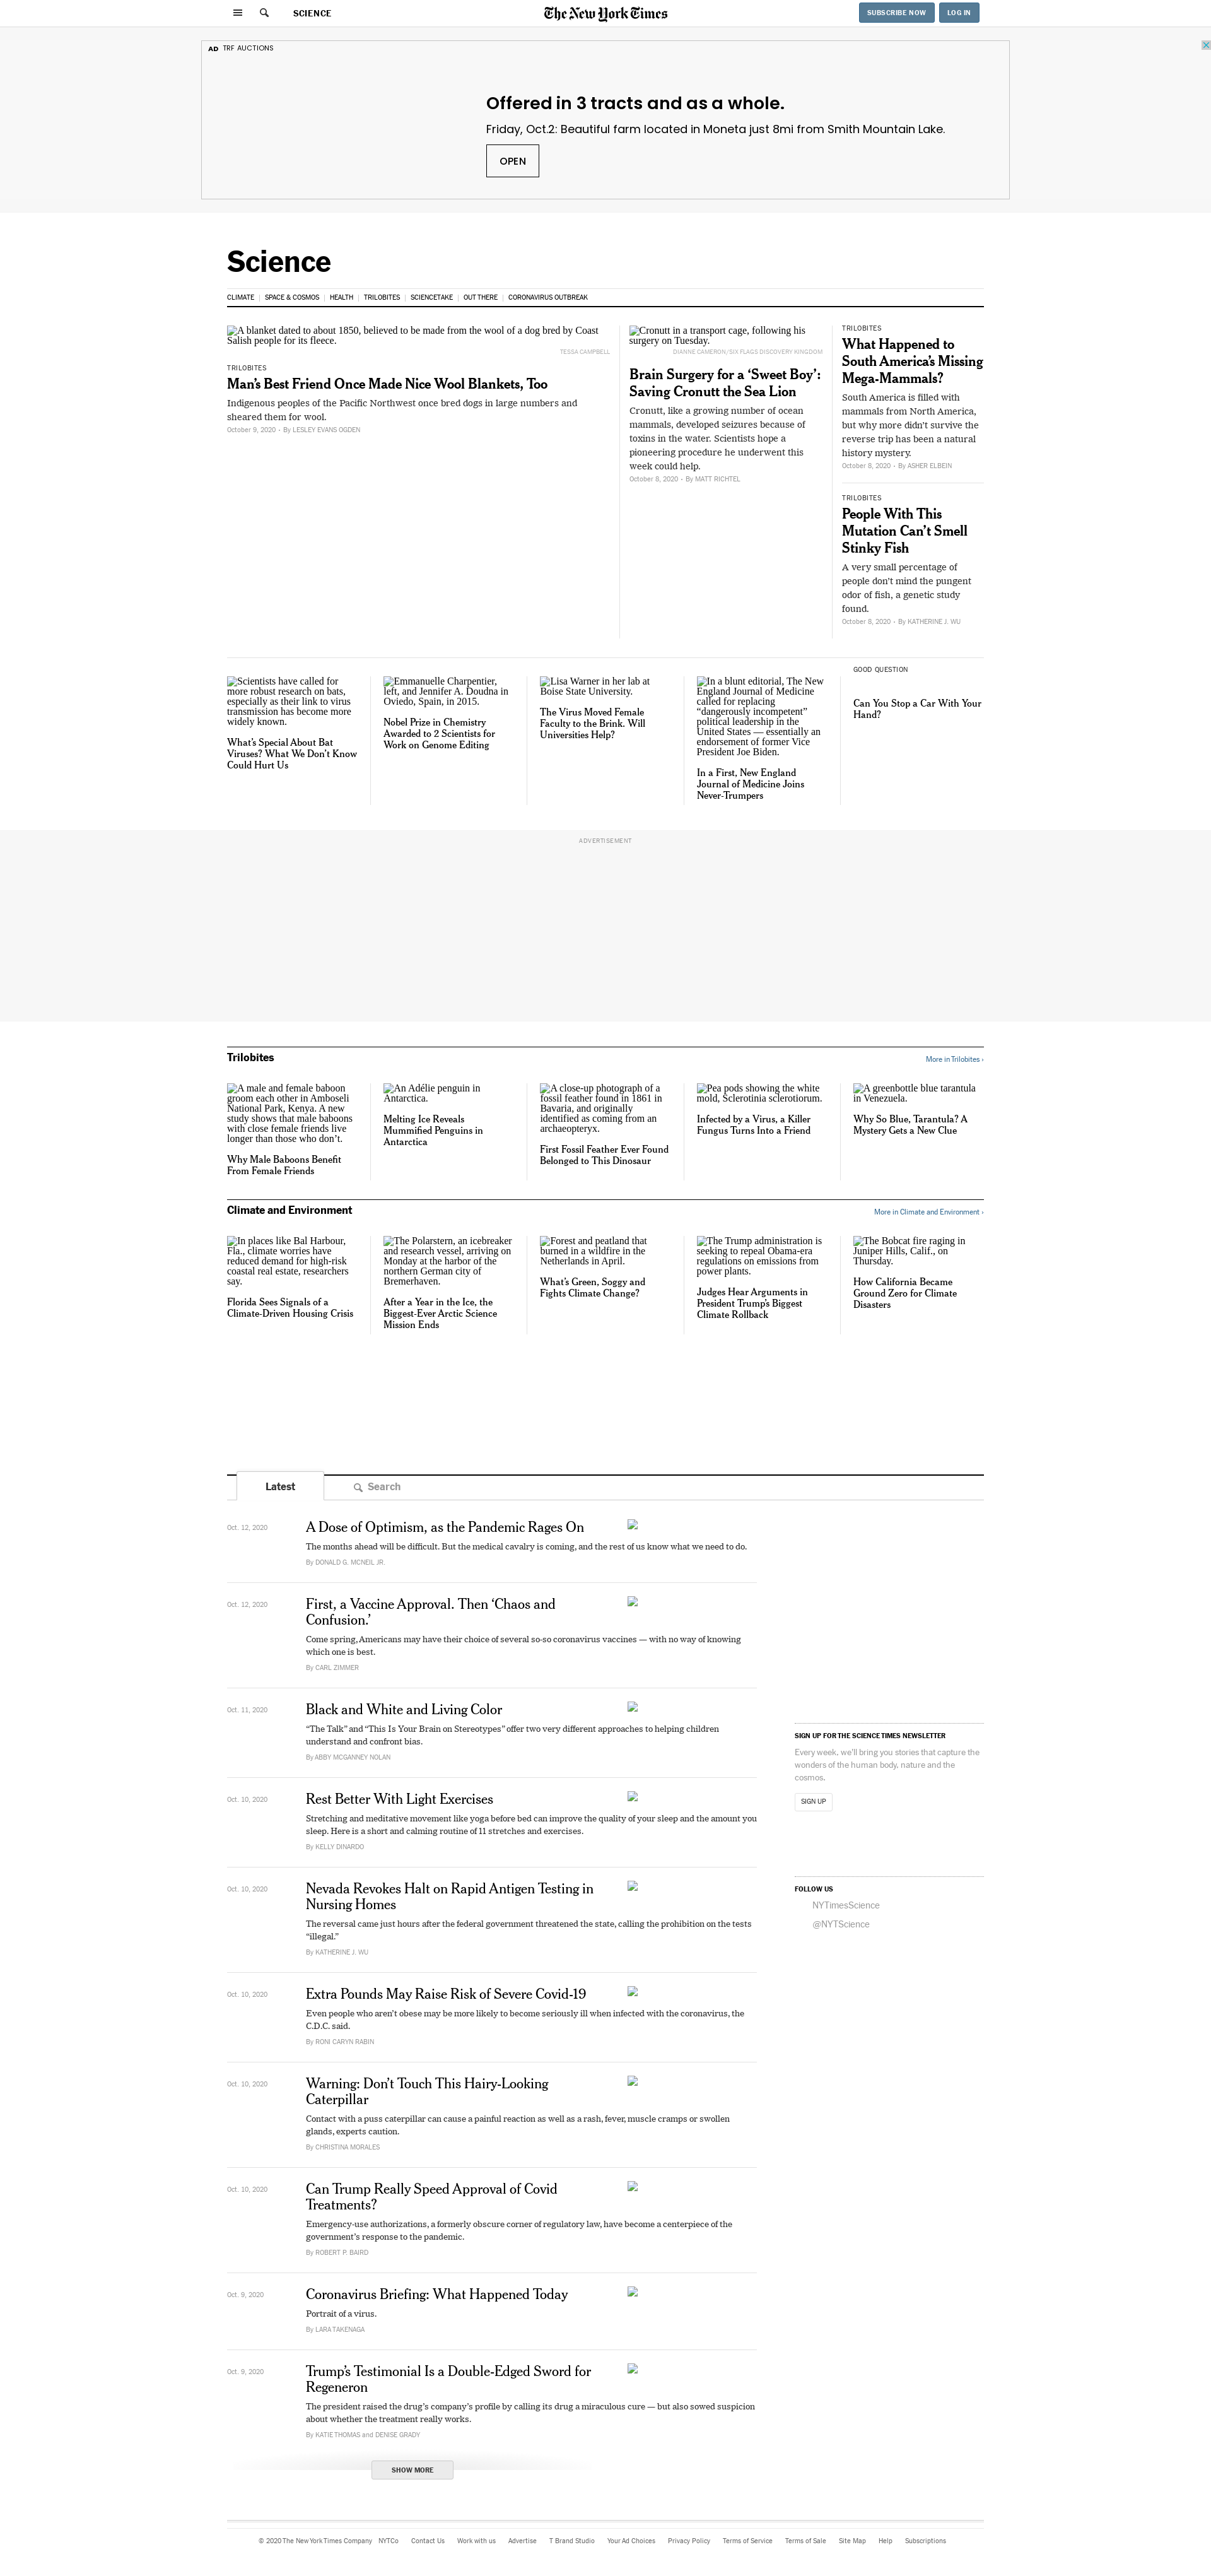 SCIENCE
The New York Times
SUBSCRIBE NOW
LOG IN
AD TRF AUCTIONS
Offered in 3 tracts and as a whole.
Friday, Oct.2: Beautiful farm located in Moneta just 8mi from Smith Mountain Lake.
OPEN
Science
CLIMATE | SPACE & COSMOS | HEALTH | TRILOBITES | SCIENCETAKE | OUT THERE | CORONAVIRUS OUTBREAK
A blanket dated to about 1850, believed to be made from the wool of a dog bred by Coast
Salish people for its fleece.
TESSA CAMPBELL
TRILOBITES
Man’s Best Friend Once Made Nice Wool Blankets, Too
Indigenous peoples of the Pacific Northwest once bred dogs in large numbers and
sheared them for wool.
October 9, 2020 - By LESLEY EVANS OGDEN
Cronutt in a transport cage, following his
surgery on Tuesday.
DIANNE CAMERON/SIX FLAGS DISCOVERY KINGDOM
Brain Surgery for a ‘Sweet Boy’:
Saving Cronutt the Sea Lion
Cronutt, like a growing number of ocean
mammals, developed seizures because of
toxins in the water. Scientists hope a
pioneering procedure he underwent this
week could help.
October 8, 2020 - By MATT RICHTEL
TRILOBITES
What Happened to
South America’s Missing
Mega-Mammals?
South America is filled with
mammals from North America,
but why more didn’t survive the
reverse trip has been a natural
history mystery.
October 8, 2020 - By ASHER ELBEIN
TRILOBITES
People With This
Mutation Can’t Smell
Stinky Fish
A very small percentage of
people don’t mind the pungent
odor of fish, a genetic study
found.
October 8, 2020 - By KATHERINE J. WU
Scientists have called for
more robust research on bats,
especially as their link to virus
transmission has become more
widely known.
What’s Special About Bat
Viruses? What We Don’t Know
Could Hurt Us
Emmanuelle Charpentier,
left, and Jennifer A. Doudna in
Oviedo, Spain, in 2015.
Nobel Prize in Chemistry
Awarded to 2 Scientists for
Work on Genome Editing
Lisa Warner in her lab at
Boise State University.
The Virus Moved Female
Faculty to the Brink. Will
Universities Help?
In a blunt editorial, The New
England Journal of Medicine
called for replacing
“dangerously incompetent”
political leadership in the
United States — essentially an
endorsement of former Vice
President Joe Biden.
In a First, New England
Journal of Medicine Joins
Never-Trumpers
GOOD QUESTION
Can You Stop a Car With Your
Hand?
ADVERTISEMENT
Trilobites
More in Trilobites ›
A male and female baboon
groom each other in Amboseli
National Park, Kenya. A new
study shows that male baboons
with close female friends live
longer than those who don’t.
Why Male Baboons Benefit
From Female Friends
An Adélie penguin in
Antarctica.
Melting Ice Reveals
Mummified Penguins in
Antarctica
A close-up photograph of a
fossil feather found in 1861 in
Bavaria, and originally
identified as coming from an
archaeopteryx.
First Fossil Feather Ever Found
Belonged to This Dinosaur
Pea pods showing the white
mold, Sclerotinia sclerotiorum.
Infected by a Virus, a Killer
Fungus Turns Into a Friend
A greenbottle blue tarantula
in Venezuela.
Why So Blue, Tarantula? A
Mystery Gets a New Clue
Climate and Environment
More in Climate and Environment ›
In places like Bal Harbour,
Fla., climate worries have
reduced demand for high-risk
coastal real estate, researchers
say.
Florida Sees Signals of a
Climate-Driven Housing Crisis
The Polarstern, an icebreaker
and research vessel, arriving on
Monday at the harbor of the
northern German city of
Bremerhaven.
After a Year in the Ice, the
Biggest-Ever Arctic Science
Mission Ends
Forest and peatland that
burned in a wildfire in the
Netherlands in April.
What’s Green, Soggy and
Fights Climate Change?
The Trump administration is
seeking to repeal Obama-era
regulations on emissions from
power plants.
Judges Hear Arguments in
President Trump’s Biggest
Climate Rollback
The Bobcat fire raging in
Juniper Hills, Calif., on
Thursday.
How California Became
Ground Zero for Climate
Disasters
Latest
Search
Oct. 12, 2020
A Dose of Optimism, as the Pandemic Rages On
The months ahead will be difficult. But the medical cavalry is coming, and the rest of us know what we need to do.
By DONALD G. MCNEIL JR.
Oct. 12, 2020
First, a Vaccine Approval. Then ‘Chaos and
Confusion.’
Come spring, Americans may have their choice of several so-so coronavirus vaccines — with no way of knowing
which one is best.
By CARL ZIMMER
Oct. 11, 2020
Black and White and Living Color
“The Talk” and “This Is Your Brain on Stereotypes” offer two very different approaches to helping children
understand and confront bias.
By ABBY MCGANNEY NOLAN
Oct. 10, 2020
Rest Better With Light Exercises
Stretching and meditative movement like yoga before bed can improve the quality of your sleep and the amount you
sleep. Here is a short and calming routine of 11 stretches and exercises.
By KELLY DINARDO
Oct. 10, 2020
Nevada Revokes Halt on Rapid Antigen Testing in
Nursing Homes
The reversal came just hours after the federal government threatened the state, calling the prohibition on the tests
“illegal.”
By KATHERINE J. WU
Oct. 10, 2020
Extra Pounds May Raise Risk of Severe Covid-19
Even people who aren’t obese may be more likely to become seriously ill when infected with the coronavirus, the
C.D.C. said.
By RONI CARYN RABIN
Oct. 10, 2020
Warning: Don’t Touch This Hairy-Looking
Caterpillar
Contact with a puss caterpillar can cause a painful reaction as well as a rash, fever, muscle cramps or swollen
glands, experts caution.
By CHRISTINA MORALES
Oct. 10, 2020
Can Trump Really Speed Approval of Covid
Treatments?
Emergency-use authorizations, a formerly obscure corner of regulatory law, have become a centerpiece of the
government’s response to the pandemic.
By ROBERT P. BAIRD
Oct. 9, 2020
Coronavirus Briefing: What Happened Today
Portrait of a virus.
By LARA TAKENAGA
Oct. 9, 2020
Trump’s Testimonial Is a Double-Edged Sword for
Regeneron
The president raised the drug’s company’s profile by calling its drug a miraculous cure — but also sowed suspicion
about whether the treatment really works.
By KATIE THOMAS and DENISE GRADY
SHOW MORE
SIGN UP FOR THE SCIENCE TIMES NEWSLETTER
Every week, we’ll bring you stories that capture the
wonders of the human body, nature and the
cosmos.
SIGN UP
FOLLOW US
NYTimesScience
@NYTScience
© 2020 The New York Times Company NYTCo Contact Us Work with us Advertise T Brand Studio Your Ad Choices Privacy Policy Terms of Service Terms of Sale Site Map Help Subscriptions